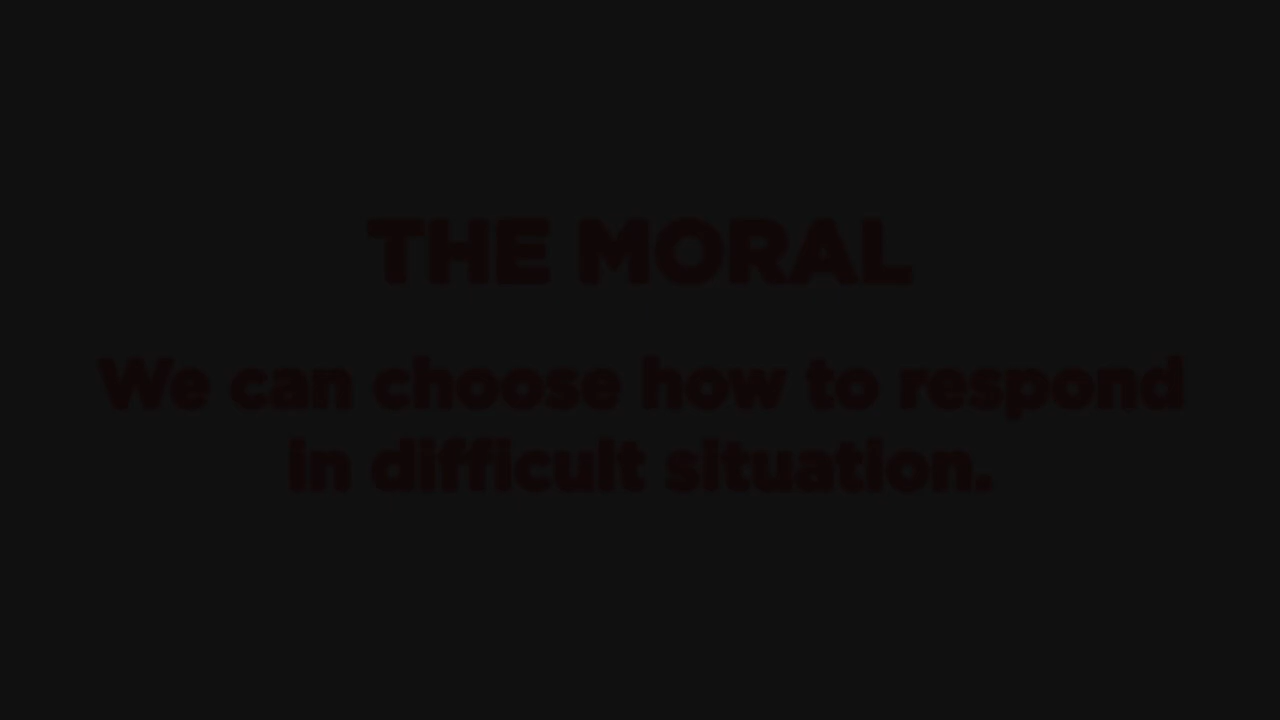 THE MORAL
We can choose how to respond
in difficult situation.